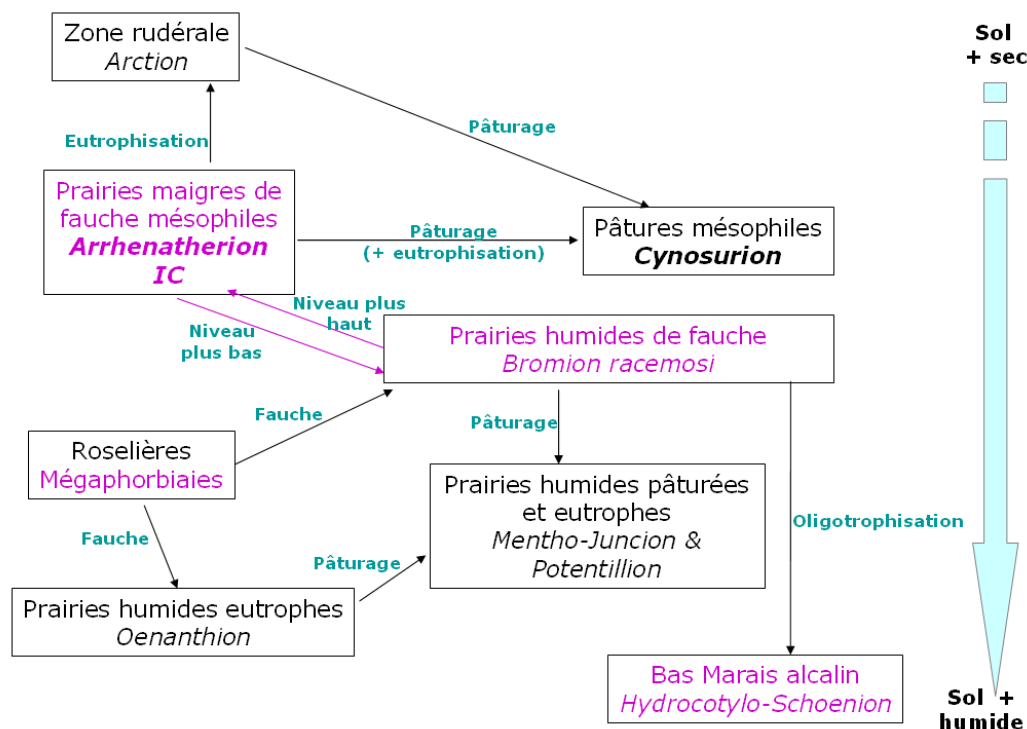 Zone rudérale
Arction
Sol
+ sec
Eutrophisation
Pâturage
Prairies maigres de
fauche mésophiles
Arrhenatherion
IC
Pâturage
(+ eutrophisation)
Pâtures mésophiles
Cynosurion
Niveau plus
haut
Niveau
plus bas
Prairies humides de fauche
Bromion racemosi
Fauche
Pâturage
Roselières
Mégaphorbiaies
Prairies humides pâturées
et eutrophes
Mentho-Juncion &
Potentillion
Oligotrophisation
Fauche
Pâturage
Prairies humides eutrophes
Oenanthion
Bas Marais alcalin
Hydrocotylo-Schoenion
Sol +
humide